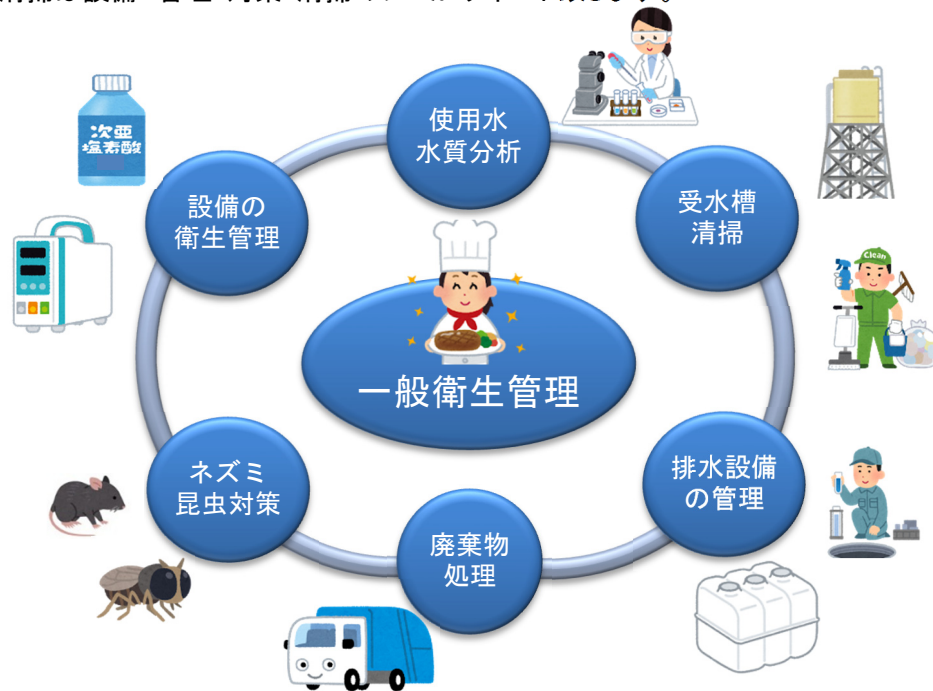 使用水
水質分析
次亜
塩素酸
設備の
衛生管理
受水槽
清掃
Clean
一般衛生管理
ネズミ
昆虫対策
排水設備
の管理
廃棄物
処理